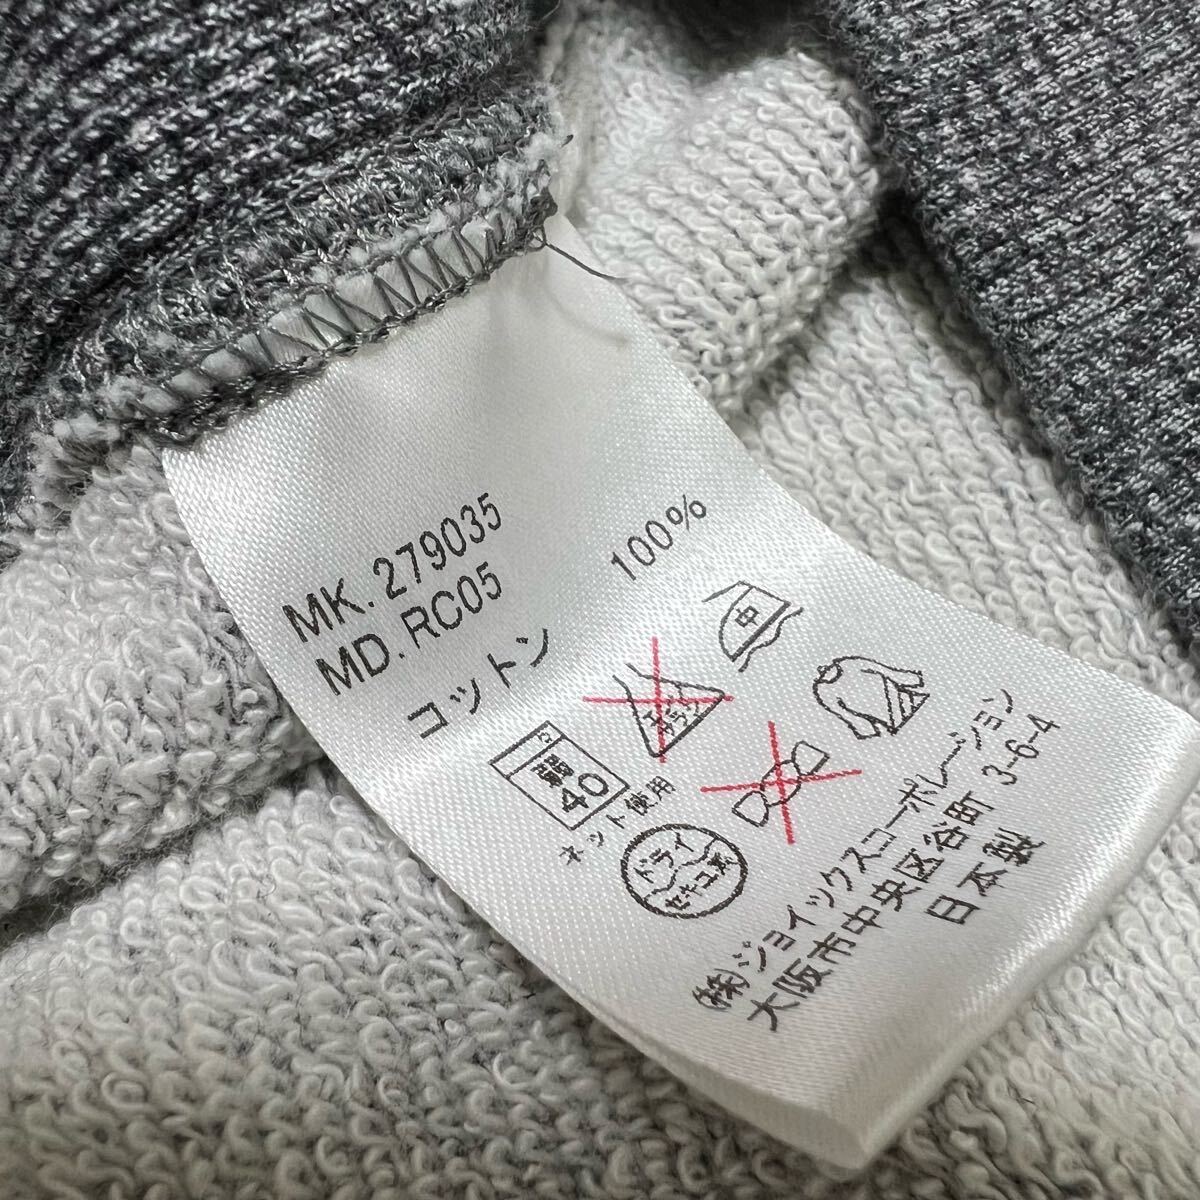 MK. 279035
MD. RC05
コットン 100%
弱
40
ネット使用
エンソ
サラシ
中
ドライ
セキユ系
(株)ジョイックスコーポレーション
大阪市中央区谷町 3-6-4
日本製